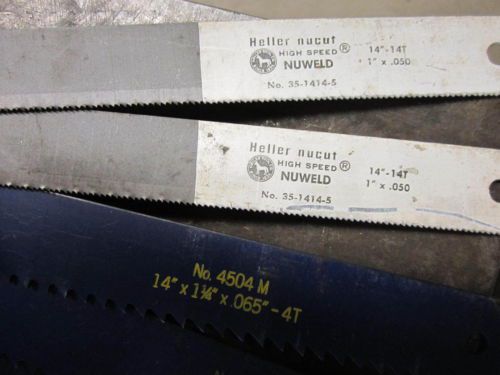 Heller nucut ®
HIGH SPEED
NUWELD
No. 35-1414-5
14"-14T
1" x .050
Heller nucut ®
HIGH SPEED
NUWELD
No. 35-1414-5
14"-14T
1" x .050
No. 4504 M
14" x 1¼" x .065" - 4T